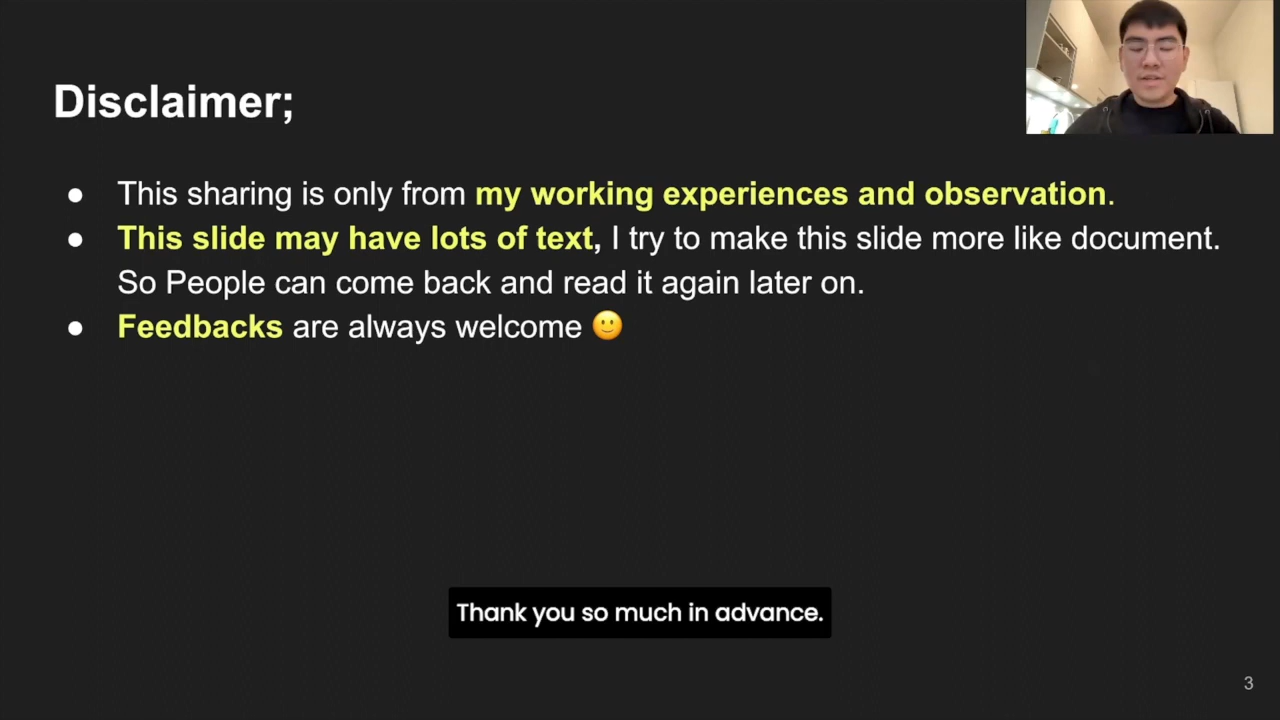 Disclaimer;
● This sharing is only from my working experiences and observation.
● This slide may have lots of text, I try to make this slide more like document.
So People can come back and read it again later on.
● Feedbacks are always welcome 🙂
Thank you so much in advance.
3